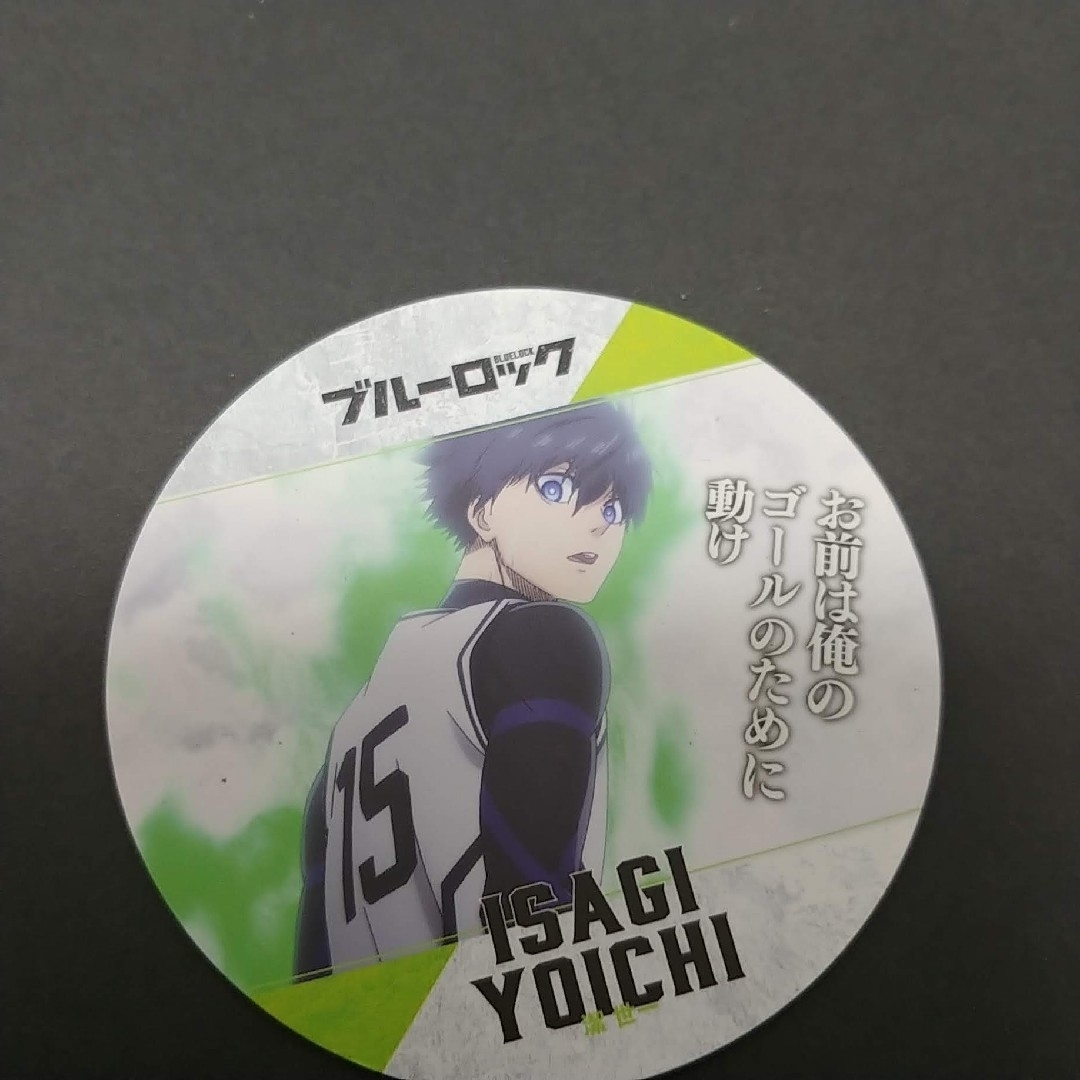 ブルーロック
BLUELOCK
お前は俺の
ゴールのために
動け
15
ISAGI
YOICHI
潔 世一